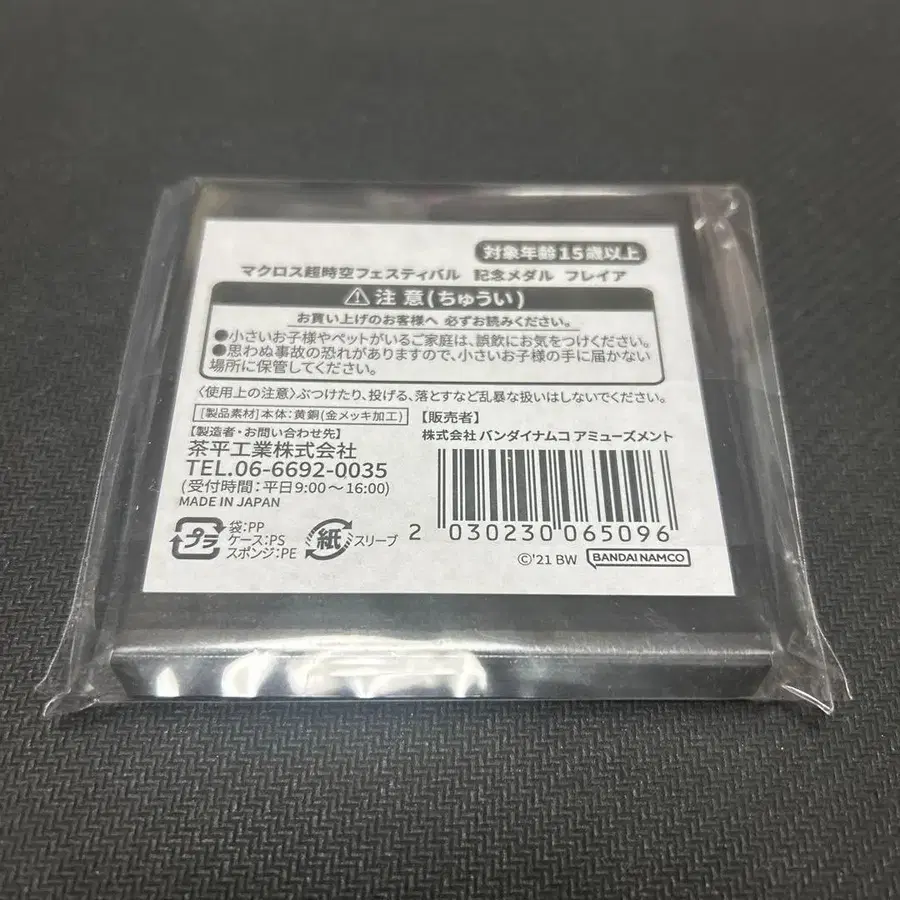 対象年齢15歳以上
マクロス超時空フェスティバル 記念メダル フレイア
⚠注意(ちゅうい)
お買い上げのお客様へ 必ずお読みください。
●小さいお子様やペットがいるご家庭は、誤飲にお気をつけください。
●思わぬ事故の恐れがありますので、小さいお子様の手に届かない
場所に保管してください。
〈使用上の注意〉ぶつけたり、投げる、落とすなど乱暴な扱いはしないでください。
[製品素材]本体:黄銅(金メッキ加工)
【製造者・お問い合わせ先】
茶平工業株式会社
TEL.06-6692-0035
(受付時間:平日9:00〜16:00)
MADE IN JAPAN
【販売者】
株式会社 バンダイナムコ アミューズメント
2 030230 065096
プラ
袋:PP
ケース:PS
スポンジ:PE
紙
スリーブ
©'21 BW
BANDAI NAMCO